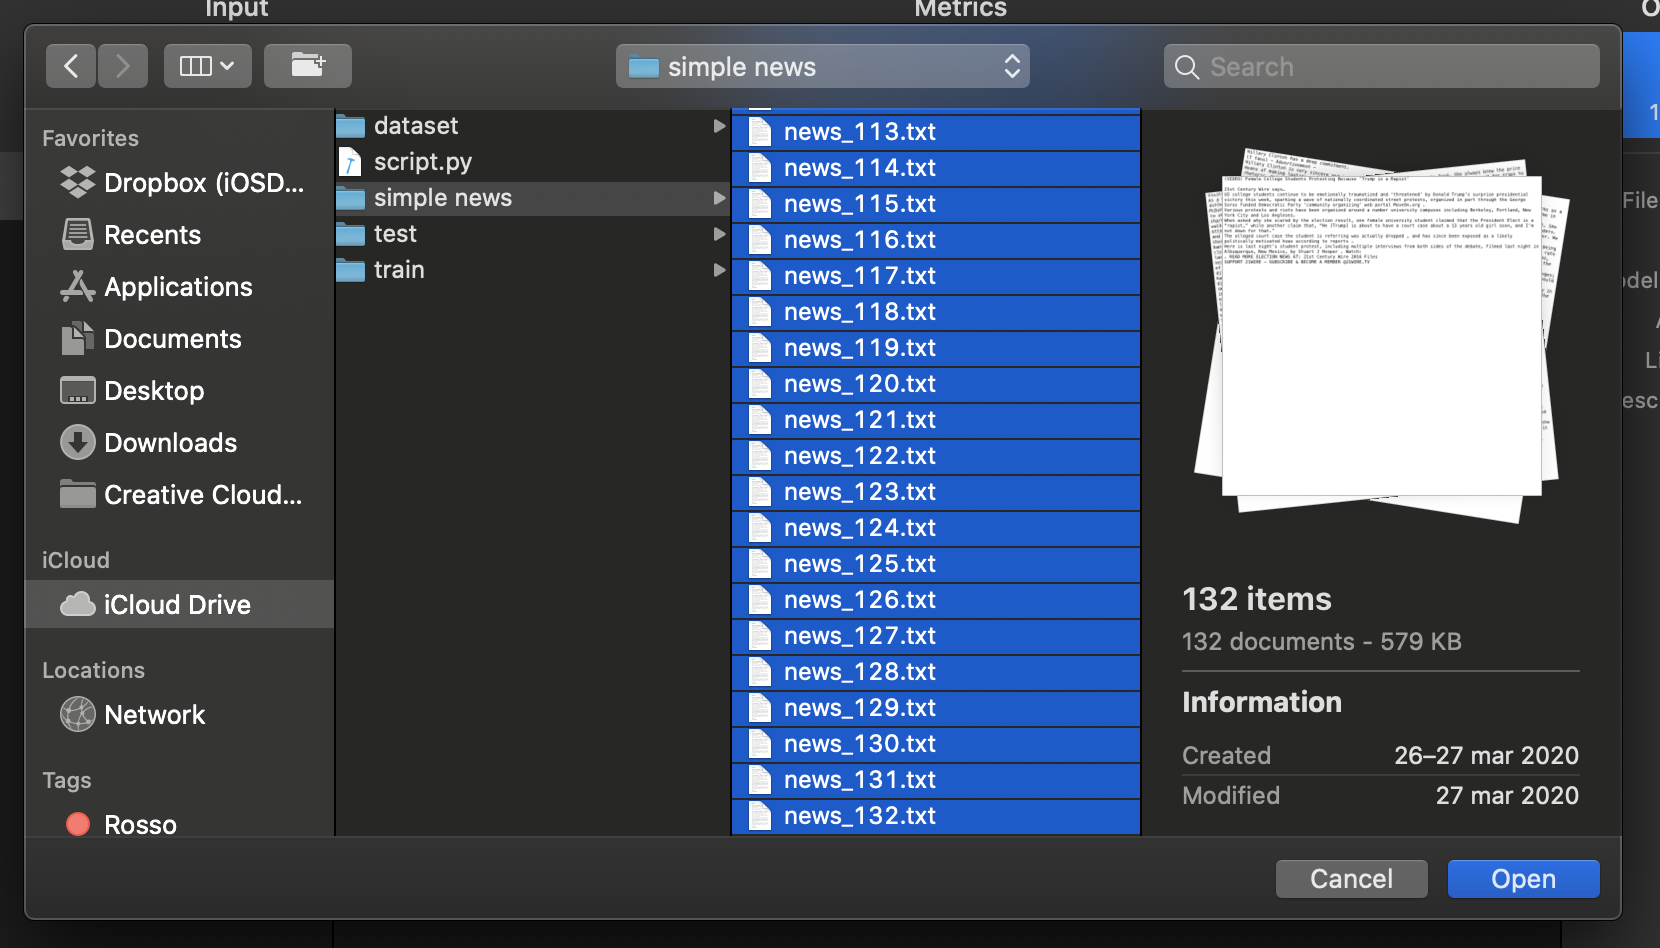 Input
Metrics
simple news
Search
Favorites
Dropbox (iOSD...
Recents
Applications
Documents
Desktop
Downloads
Creative Cloud...
iCloud
iCloud Drive
Locations
Network
Tags
Rosso
dataset
script.py
simple news
test
train
news_113.txt
news_114.txt
news_115.txt
news_116.txt
news_117.txt
news_118.txt
news_119.txt
news_120.txt
news_121.txt
news_122.txt
news_123.txt
news_124.txt
news_125.txt
news_126.txt
news_127.txt
news_128.txt
news_129.txt
news_130.txt
news_131.txt
news_132.txt
132 items
132 documents - 579 KB
Information
Created 26–27 mar 2020
Modified 27 mar 2020
Cancel
Open
File